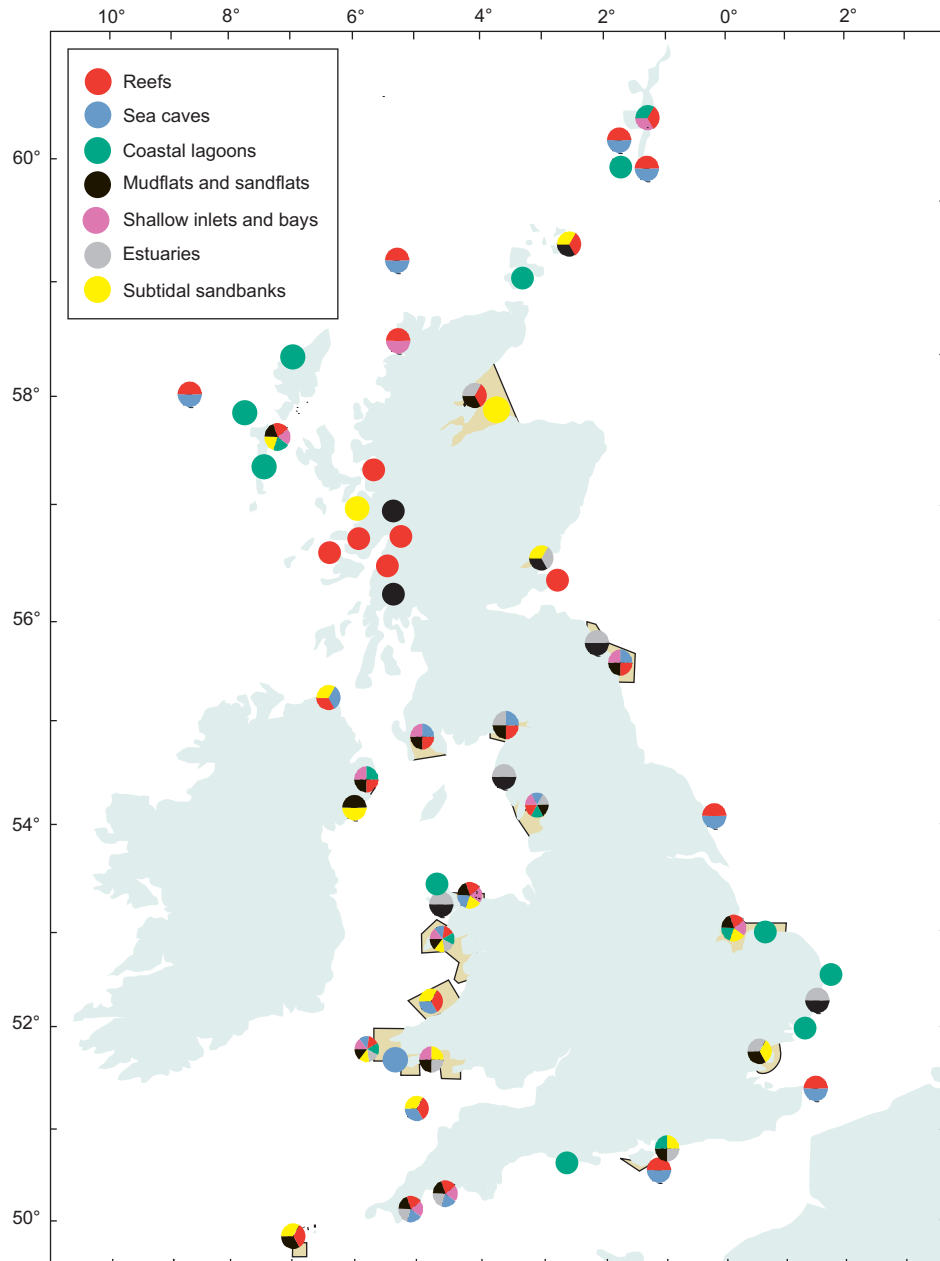 10° 8° 6° 4° 2° 0° 2°
Reefs
Sea caves
Coastal lagoons
Mudflats and sandflats
Shallow inlets and bays
Estuaries
Subtidal sandbanks
60°
58°
56°
54°
52°
50°